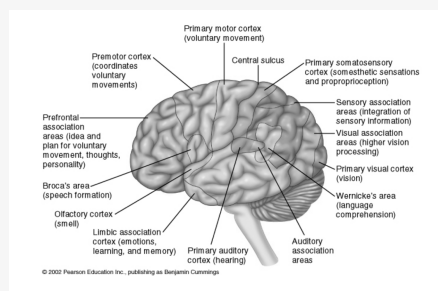 Primary motor cortex
(voluntary movement)
Premotor cortex
(coordinates
voluntary
movements)
Central sulcus
Primary somatosensory
cortex (somesthetic sensations
and proproprioception)
Sensory association
areas (integration of
sensory information)
Prefrontal
association
areas (idea and
plan for voluntary
movement, thoughts,
personality)
Visual association
areas (higher vision
processing)
Primary visual cortex
(vision)
Broca's area
(speech formation)
Wernicke's area
(language
comprehension)
Olfactory cortex
(smell)
Limbic association
cortex (emotions,
learning, and memory)
Primary auditory
cortex (hearing)
Auditory
association
areas
© 2002 Pearson Education Inc., publishing as Benjamin Cummings